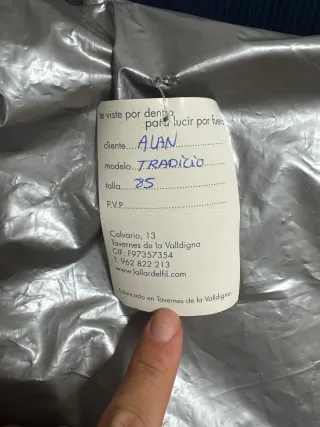 te viste por dentro
para lucir por fuera
cliente.....ALAN
modelo...TRADICIO
talla....85
P.V.P.
Calvario, 13
Tavernes de la Valldigna
CIF. F97357354
T. 962 822 213
www.lallardelfil.com
fabricado en Tavernes de la Valldigna